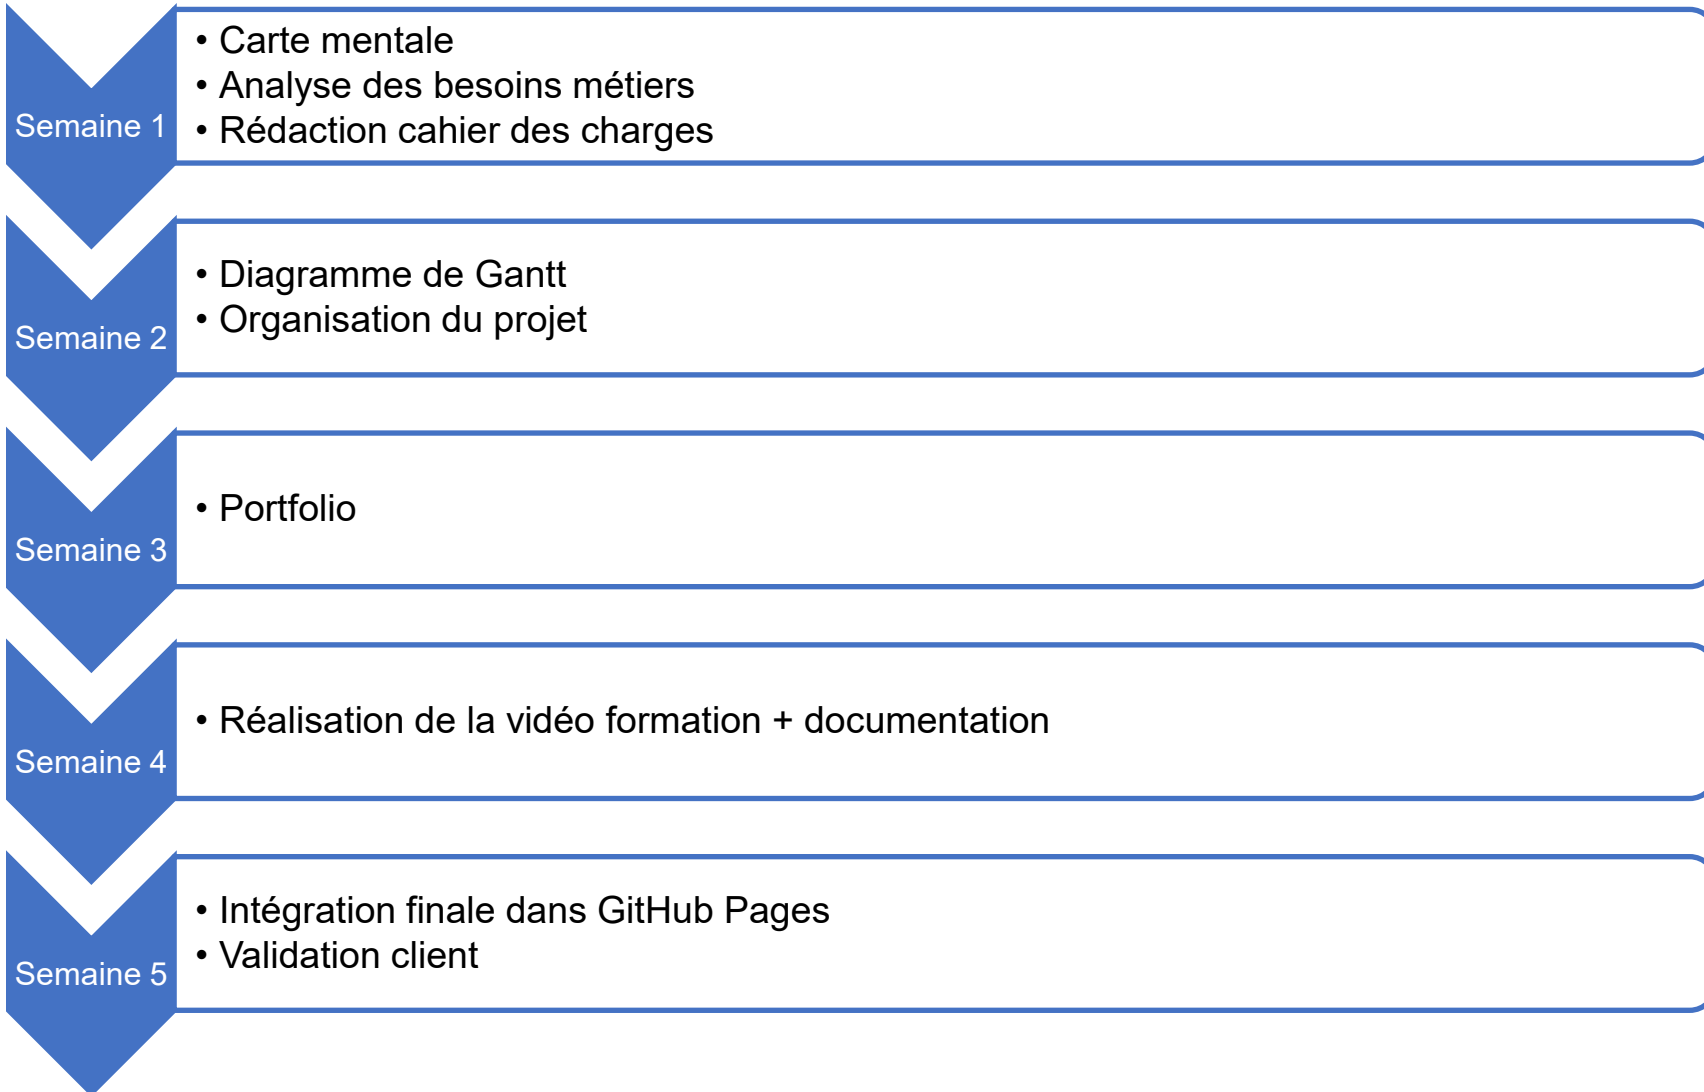 Semaine 1
• Carte mentale
• Analyse des besoins métiers
• Rédaction cahier des charges
Semaine 2
• Diagramme de Gantt
• Organisation du projet
Semaine 3
• Portfolio
Semaine 4
• Réalisation de la vidéo formation + documentation
Semaine 5
• Intégration finale dans GitHub Pages
• Validation client